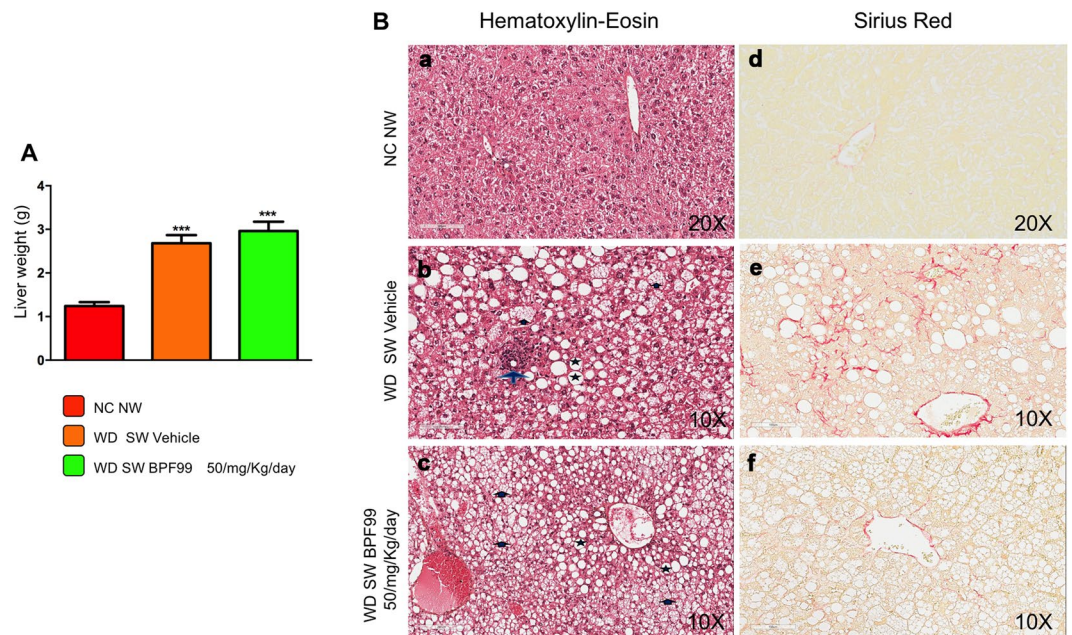 A
Liver weight (g)
4
3
2
1
0
***
***
NC NW
WD SW Vehicle
WD SW BPF99 50/mg/Kg/day
B
Hematoxylin-Eosin
Sirius Red
NC NW
a
20X
d
20X
WD SW Vehicle
b
10X
e
10X
WD SW BPF99
50/mg/Kg/day
c
10X
f
10X